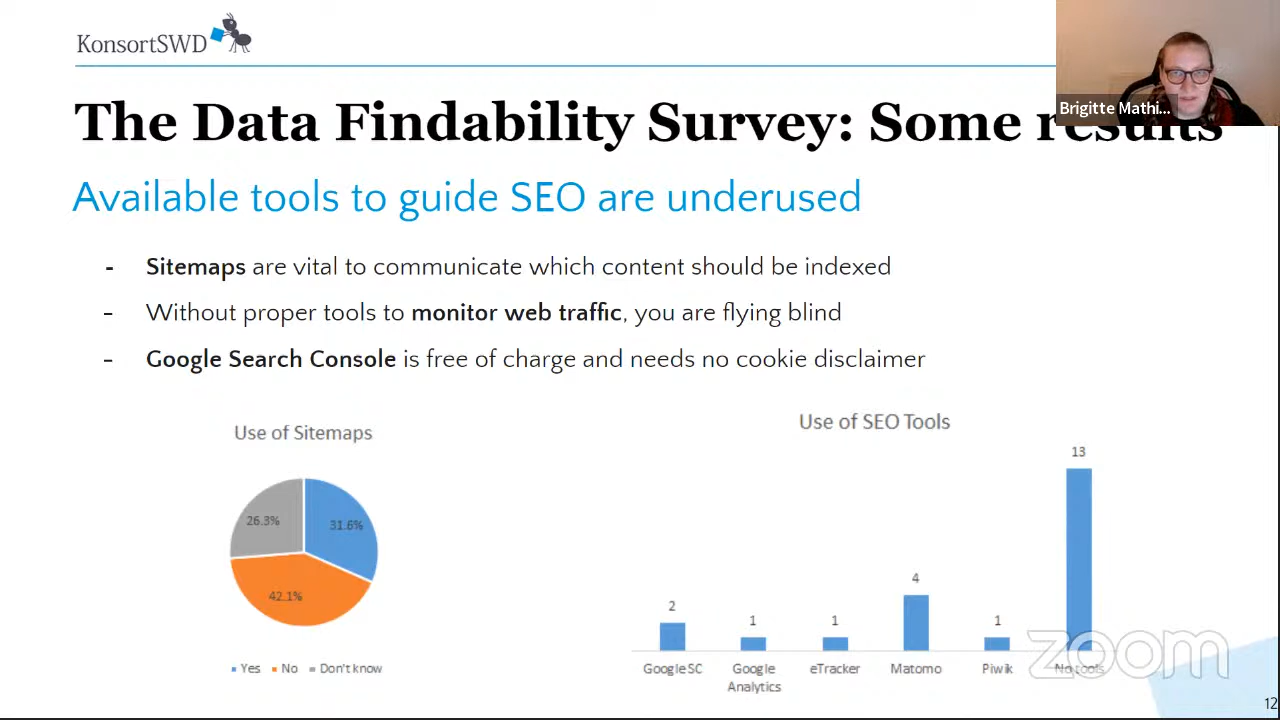 KonsortSWD
Brigitte Mathi...
The Data Findability Survey: Some results
Available tools to guide SEO are underused
- Sitemaps are vital to communicate which content should be indexed
- Without proper tools to monitor web traffic, you are flying blind
- Google Search Console is free of charge and needs no cookie disclaimer
Use of Sitemaps
26.3%
31.6%
42.1%
Yes No Don't know
Use of SEO Tools
13
4
2
1
1
1
Google SC
Google
Analytics
eTracker
Matomo
Piwik
No tools
zoom
12